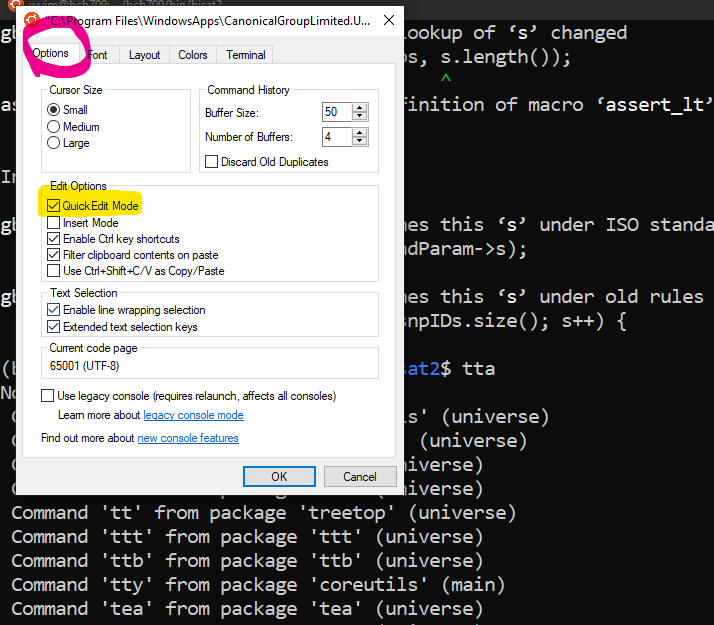 "C:\Program Files\WindowsApps\CanonicalGroupLimited.U...
Options
Font
Layout
Colors
Terminal
Cursor Size
Small
Medium
Large
Command History
Buffer Size:
50
Number of Buffers:
4
Discard Old Duplicates
Edit Options
QuickEdit Mode
Insert Mode
Enable Ctrl key shortcuts
Filter clipboard contents on paste
Use Ctrl+Shift+C/V as Copy/Paste
Text Selection
Enable line wrapping selection
Extended text selection keys
Current code page
65001 (UTF-8)
Use legacy console (requires relaunch, affects all consoles)
Learn more about legacy console mode
Find out more about new console features
OK
Cancel
lookup of ‘s’ changed
s.length());
^
finition of macro ‘assert_lt’
nes this ‘s’ under ISO standa
ndParam->s);
nes this ‘s’ under old rules
snpIDs.size(); s++) {
sat2$ tta
(universe)
(universe)
Command 'tt' from package 'treetop' (universe)
Command 'ttt' from package 'ttt' (universe)
Command 'ttb' from package 'ttb' (universe)
Command 'tty' from package 'coreutils' (main)
Command 'tea' from package 'tea' (universe)